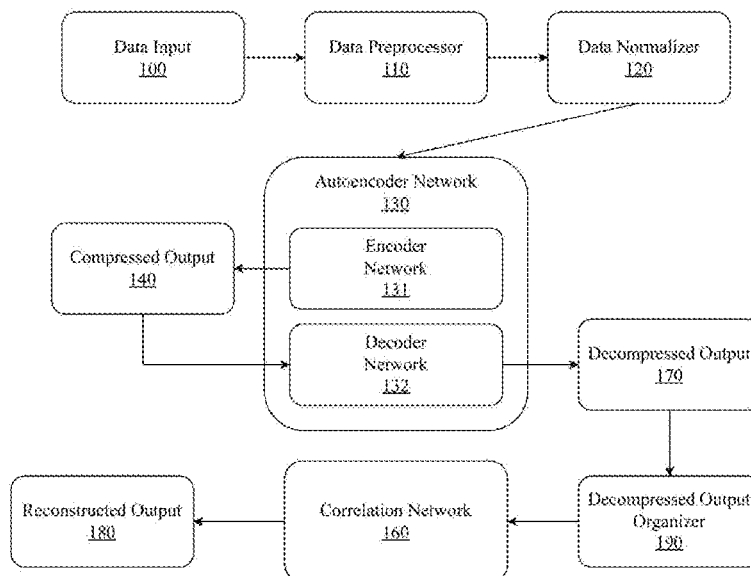 Data Input
100
Data Preprocessor
110
Data Normalizer
120
Autoencoder Network
130
Encoder
Network
131
Compressed Output
140
Decoder
Network
132
Decompressed Output
170
Decompressed Output
Organizer
190
Correlation Network
160
Reconstructed Output
180